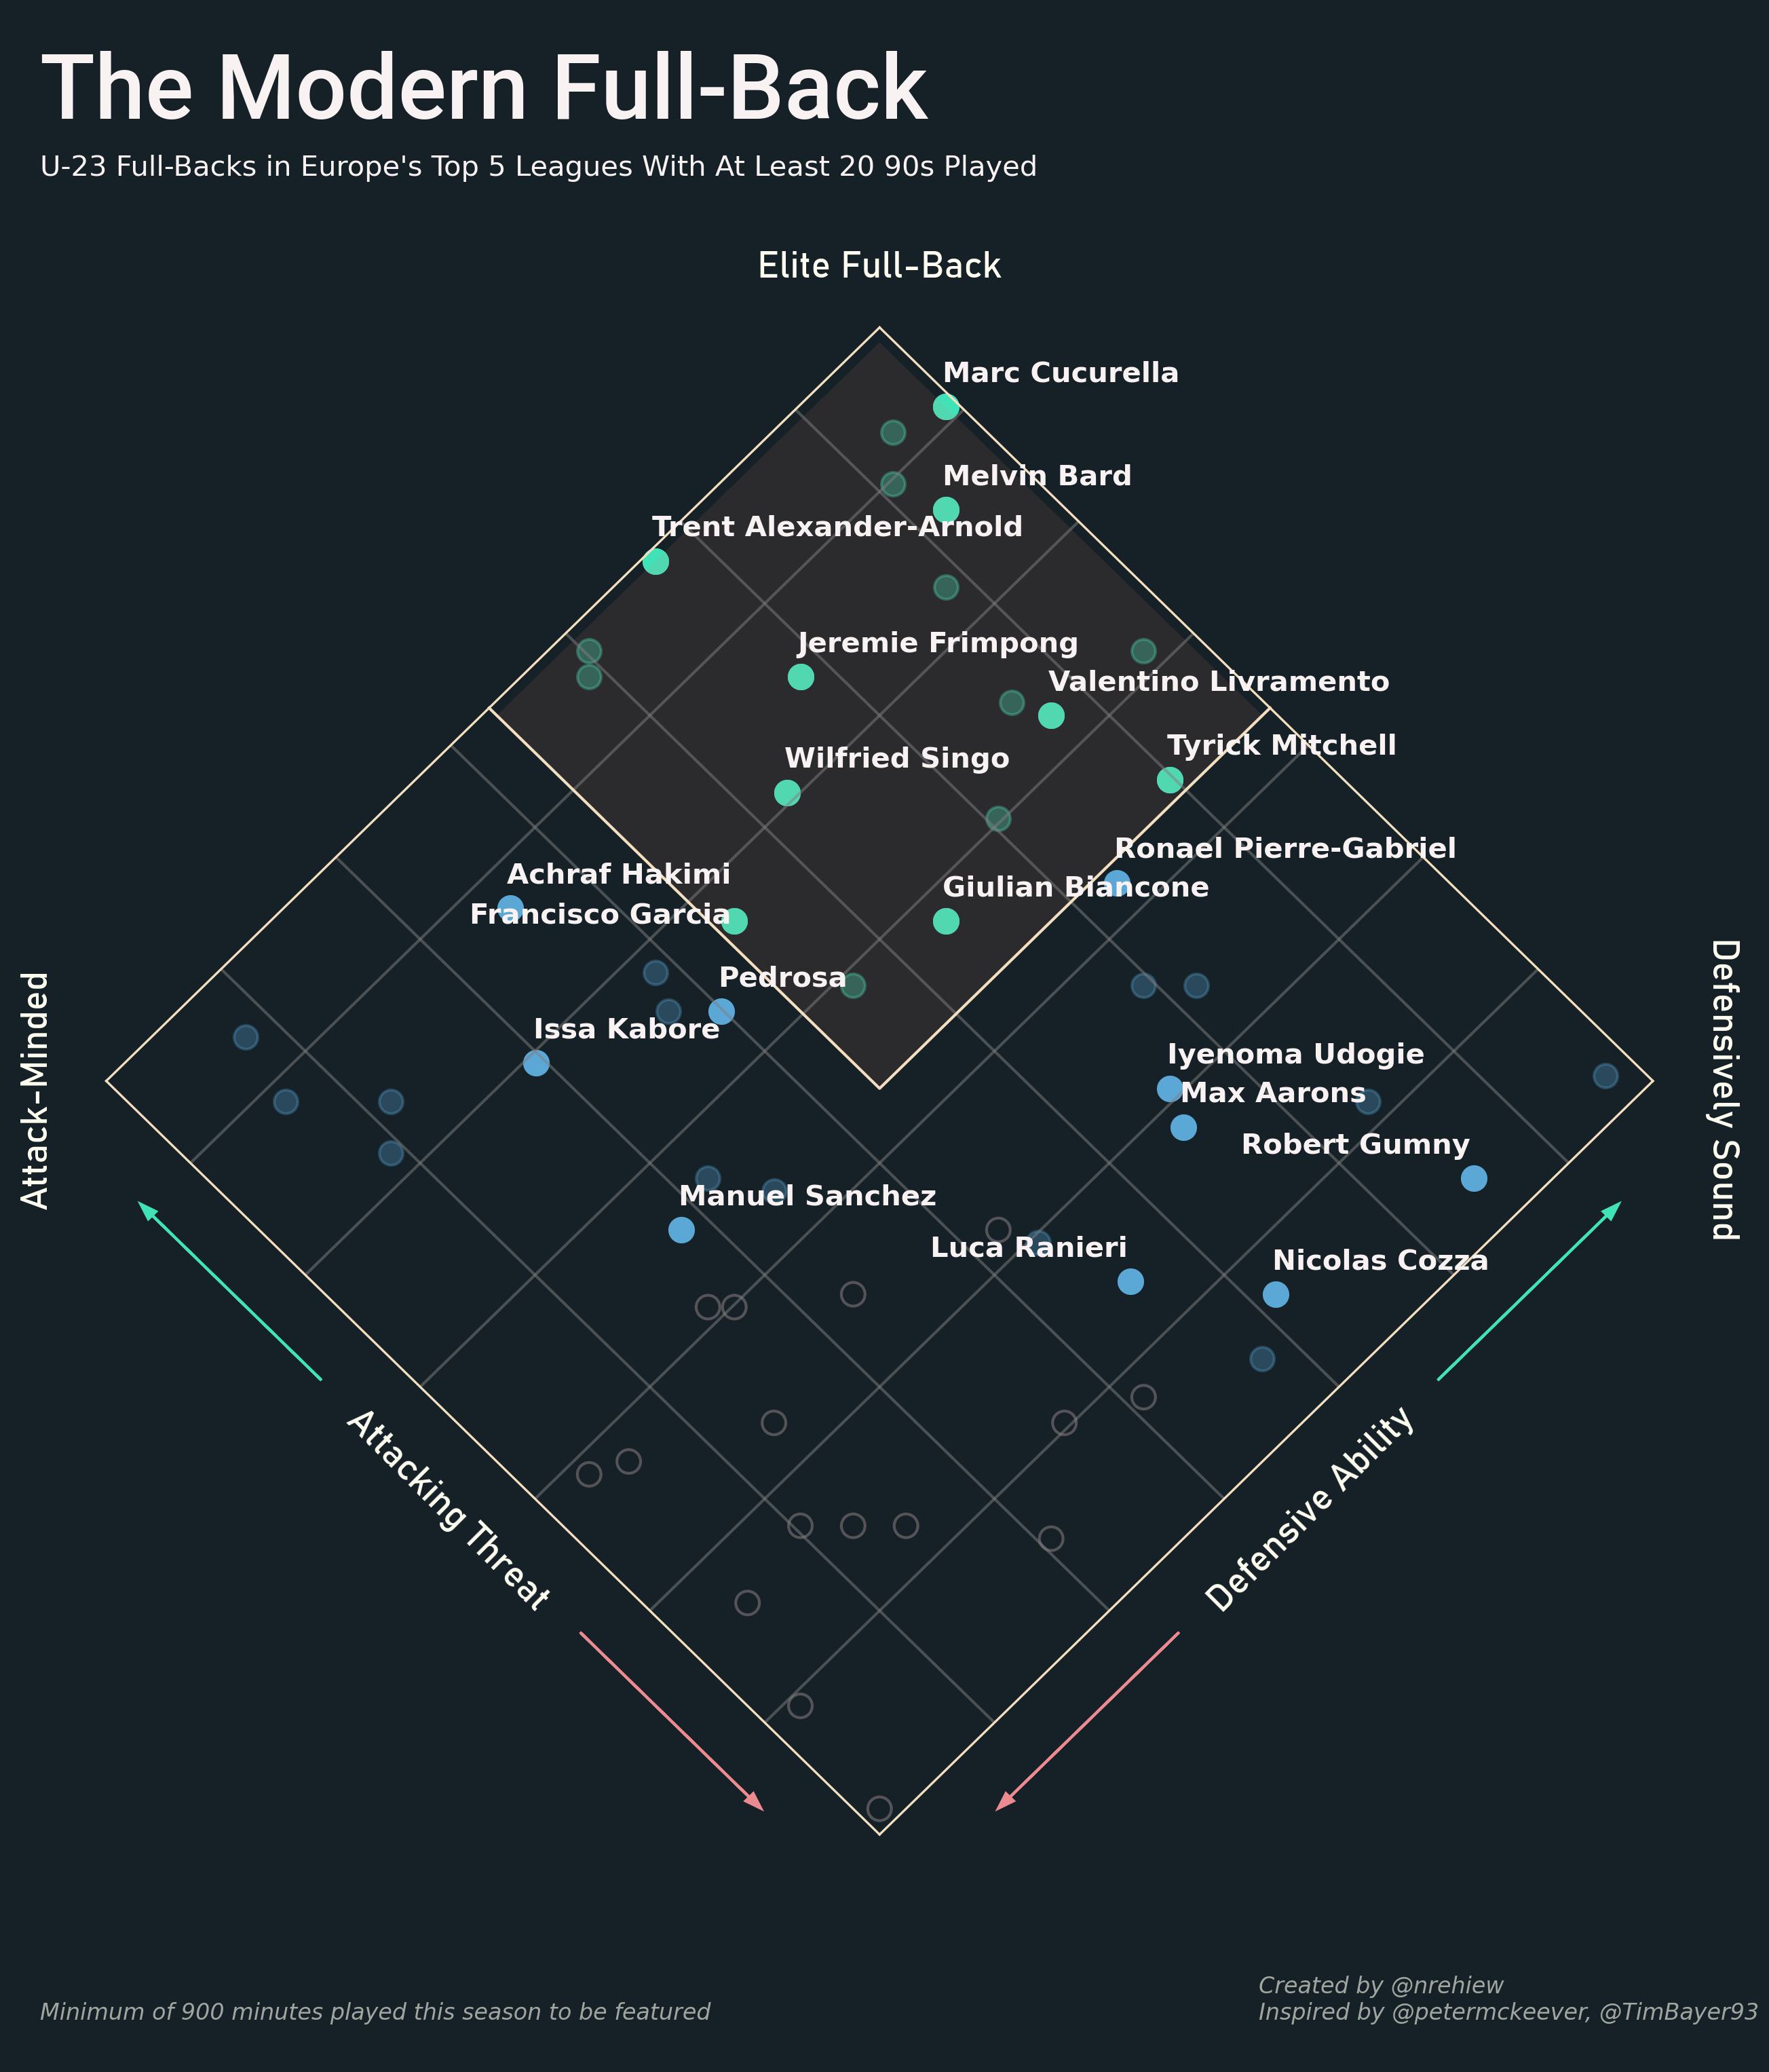 The Modern Full-Back
U-23 Full-Backs in Europe's Top 5 Leagues With At Least 20 90s Played
Elite Full-Back
Marc Cucurella
Melvin Bard
Trent Alexander-Arnold
Jeremie Frimpong
Valentino Livramento
Tyrick Mitchell
Wilfried Singo
Ronael Pierre-Gabriel
Achraf Hakimi
Giulian Biancone
Francisco Garcia
Pedrosa
Issa Kabore
Iyenoma Udogie
Max Aarons
Robert Gumny
Manuel Sanchez
Luca Ranieri
Nicolas Cozza
Attack-Minded
Defensively Sound
Attacking Threat
Defensive Ability
Minimum of 900 minutes played this season to be featured
Created by @nrehiew
Inspired by @petermckeever, @TimBayer93